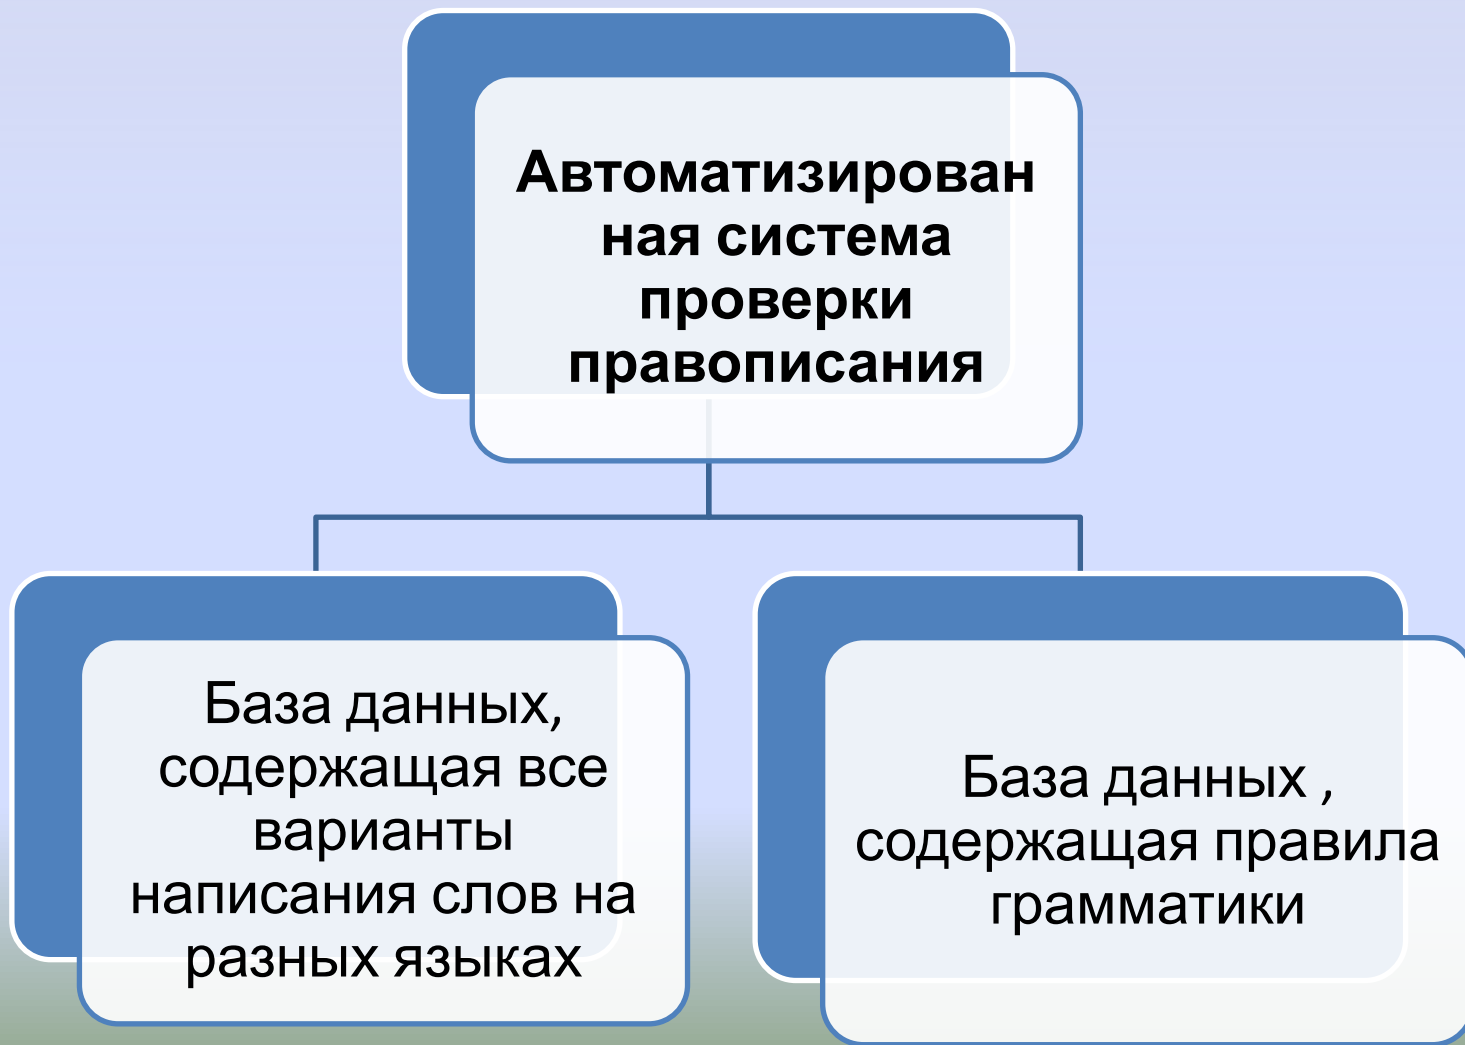 Автоматизирован
ная система
проверки
правописания
База данных,
содержащая все
варианты
написания слов на
разных языках
База данных ,
содержащая правила
грамматики